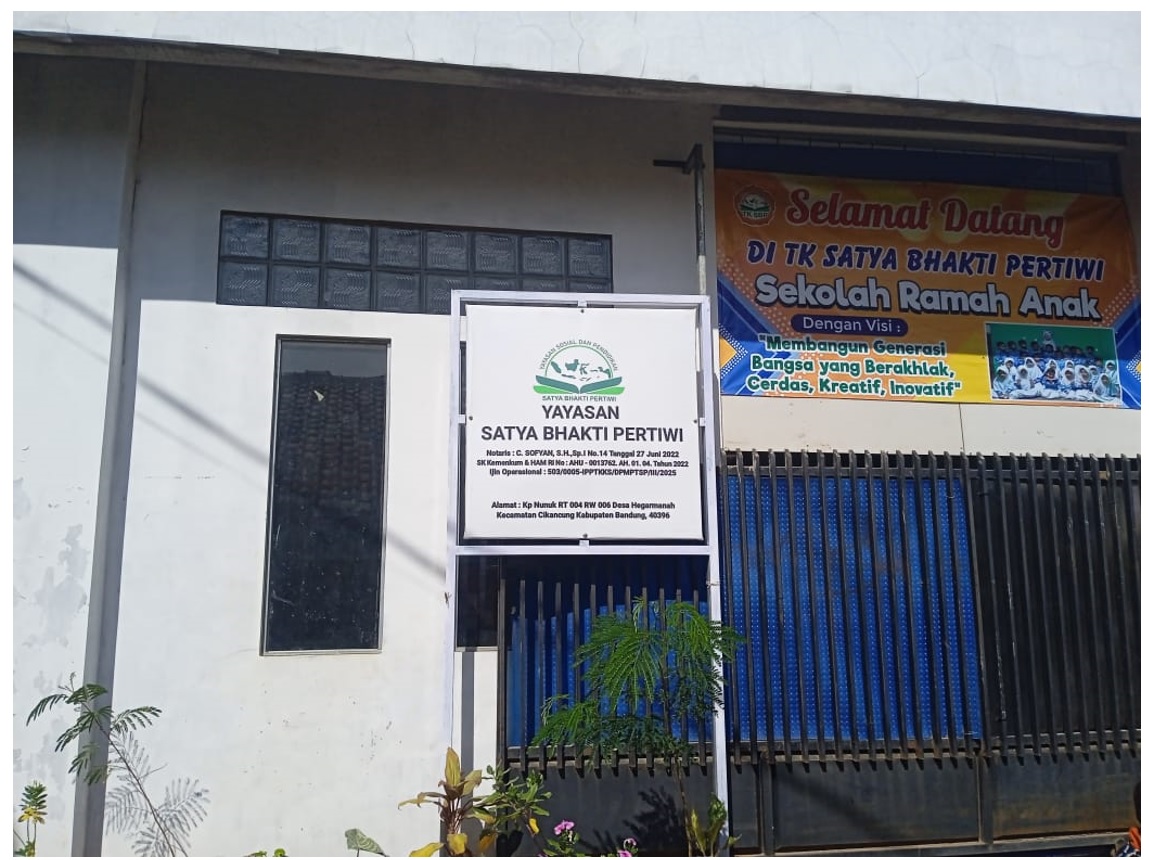 YAYASAN SOSIAL DAN PENDIDIKAN
SATYA BHAKTI PERTIWI
YAYASAN
SATYA BHAKTI PERTIWI
Notaris : C. SOFYAN, S.H.,Sp.I No.14 Tanggal 27 Juni 2022
SK Kemenkum & HAM RI No : AHU - 0013762. AH. 01. 04. Tahun 2022
Ijin Operasional : 503/0005-IPPTKKS/DPMPTSP/III/2025
Alamat : Kp Nunuk RT 004 RW 006 Desa Hegarmanah
Kecamatan Cikancung Kabupaten Bandung, 40396
TK SBP
Selamat Datang
DI TK SATYA BHAKTI PERTIWI
Sekolah Ramah Anak
Dengan Visi :
"Membangun Generasi
Bangsa yang Berakhlak,
Cerdas, Kreatif, Inovatif"